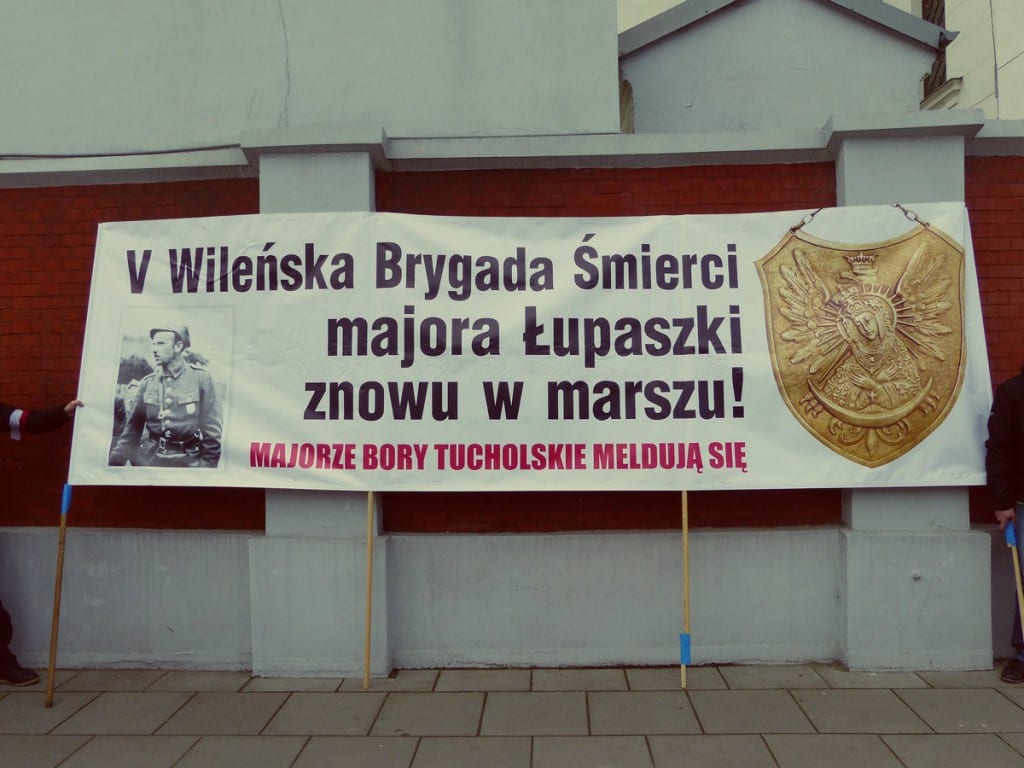 V Wileńska Brygada Śmierci
majora Łupaszki
znowu w marszu!
MAJORZE BORY TUCHOLSKIE MELDUJĄ SIĘ